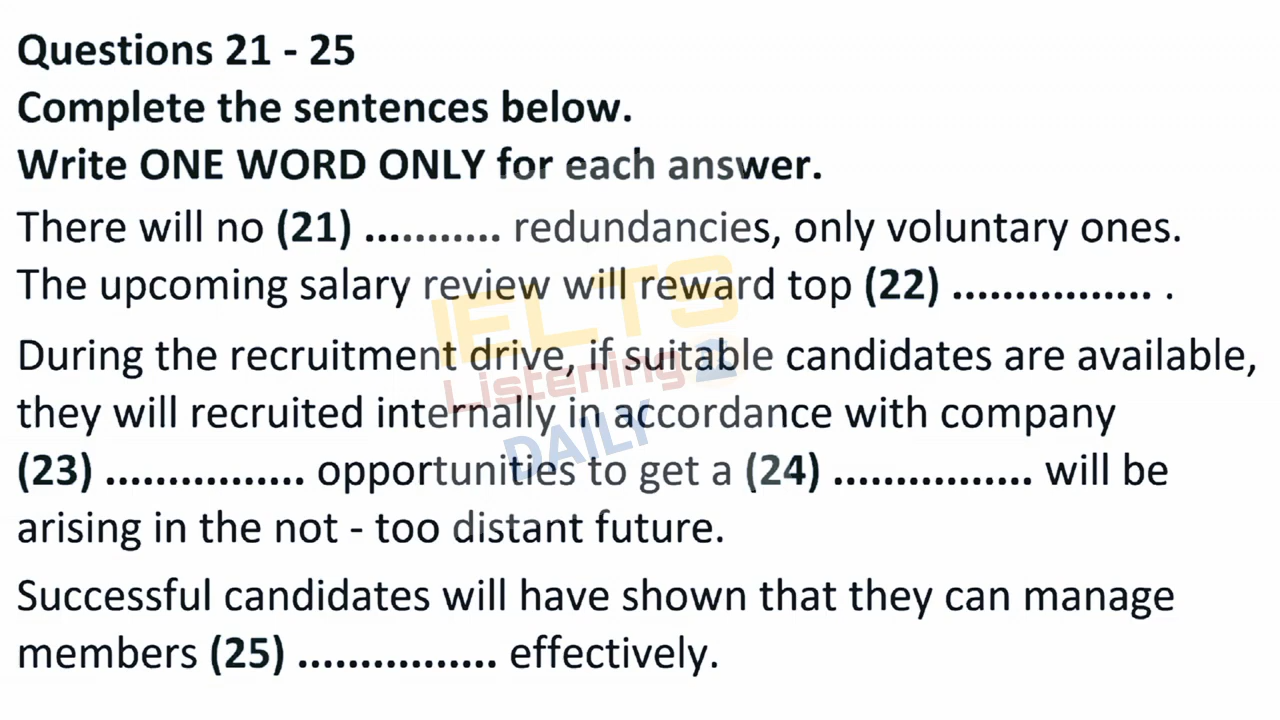 Questions 21 - 25
Complete the sentences below.
Write ONE WORD ONLY for each answer.
There will no (21) ........... redundancies, only voluntary ones.
The upcoming salary review will reward top (22) ................ .
IELTS
Listening
DAILY
During the recruitment drive, if suitable candidates are available,
they will recruited internally in accordance with company
(23) ................ opportunities to get a (24) ................ will be
arising in the not - too distant future.
Successful candidates will have shown that they can manage
members (25) ................ effectively.